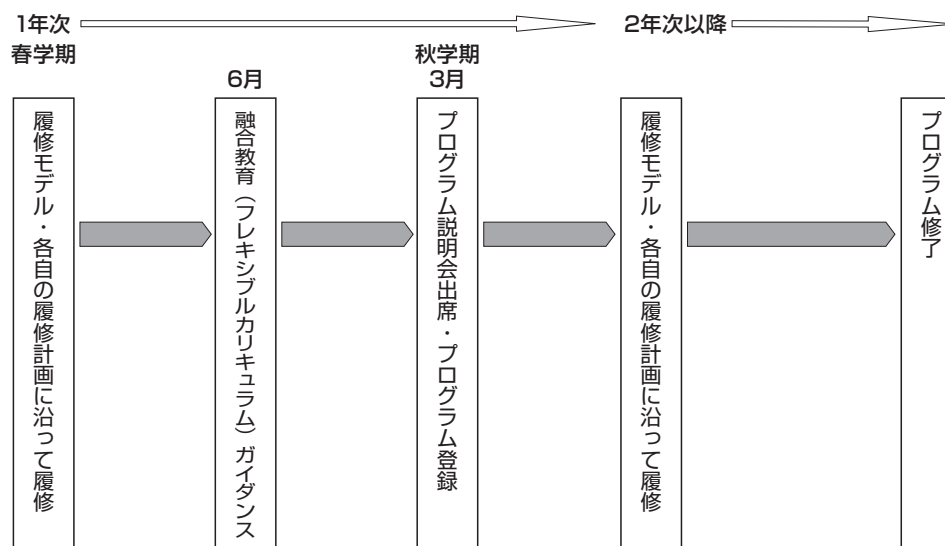 1年次
2年次以降
春学期
秋学期
6月
3月
履修モデル・各自の履修計画に沿って履修
融合教育（フレキシブルカリキュラム）ガイダンス
プログラム説明会出席・プログラム登録
履修モデル・各自の履修計画に沿って履修
プログラム修了